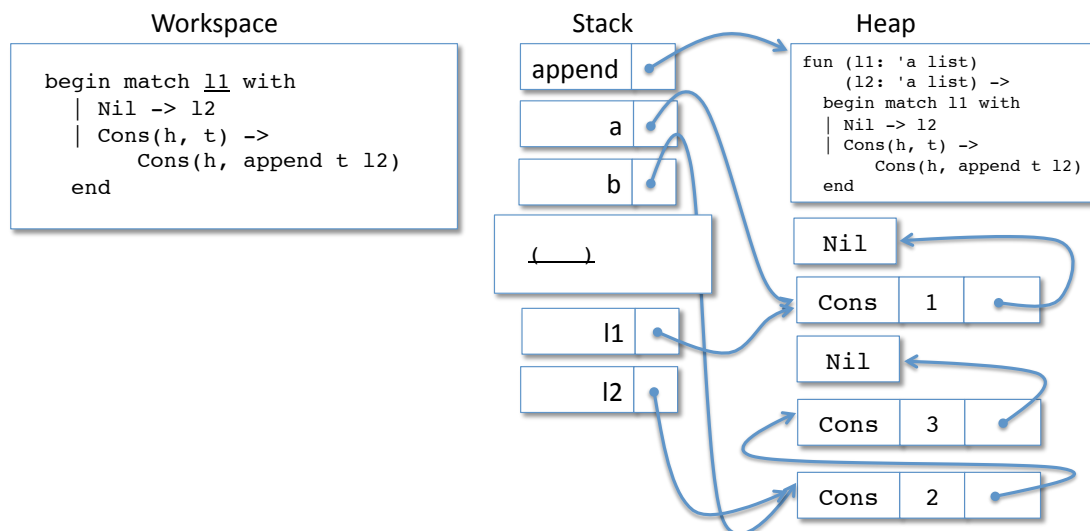 Workspace
begin match l1 with
| Nil -> l2
| Cons(h, t) ->
Cons(h, append t l2)
end
Stack
append
a
b
(____)
l1
l2
Heap
fun (l1: 'a list)
(l2: 'a list) ->
begin match l1 with
| Nil -> l2
| Cons(h, t) ->
Cons(h, append t l2)
end
Nil
Cons 1
Nil
Cons 3
Cons 2